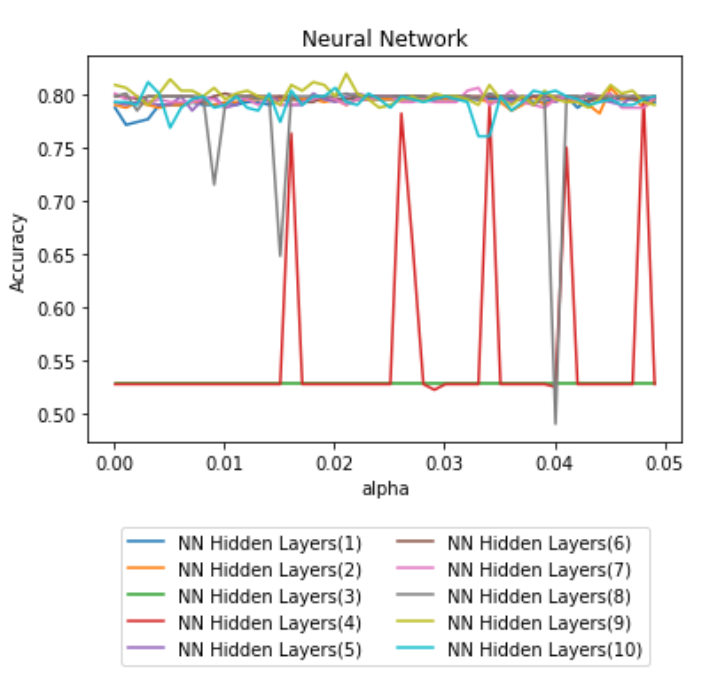 Neural Network
Accuracy
0.80
0.75
0.70
0.65
0.60
0.55
0.50
0.00 0.01 0.02 0.03 0.04 0.05
alpha
NN Hidden Layers(1) NN Hidden Layers(6)
NN Hidden Layers(2) NN Hidden Layers(7)
NN Hidden Layers(3) NN Hidden Layers(8)
NN Hidden Layers(4) NN Hidden Layers(9)
NN Hidden Layers(5) NN Hidden Layers(10)